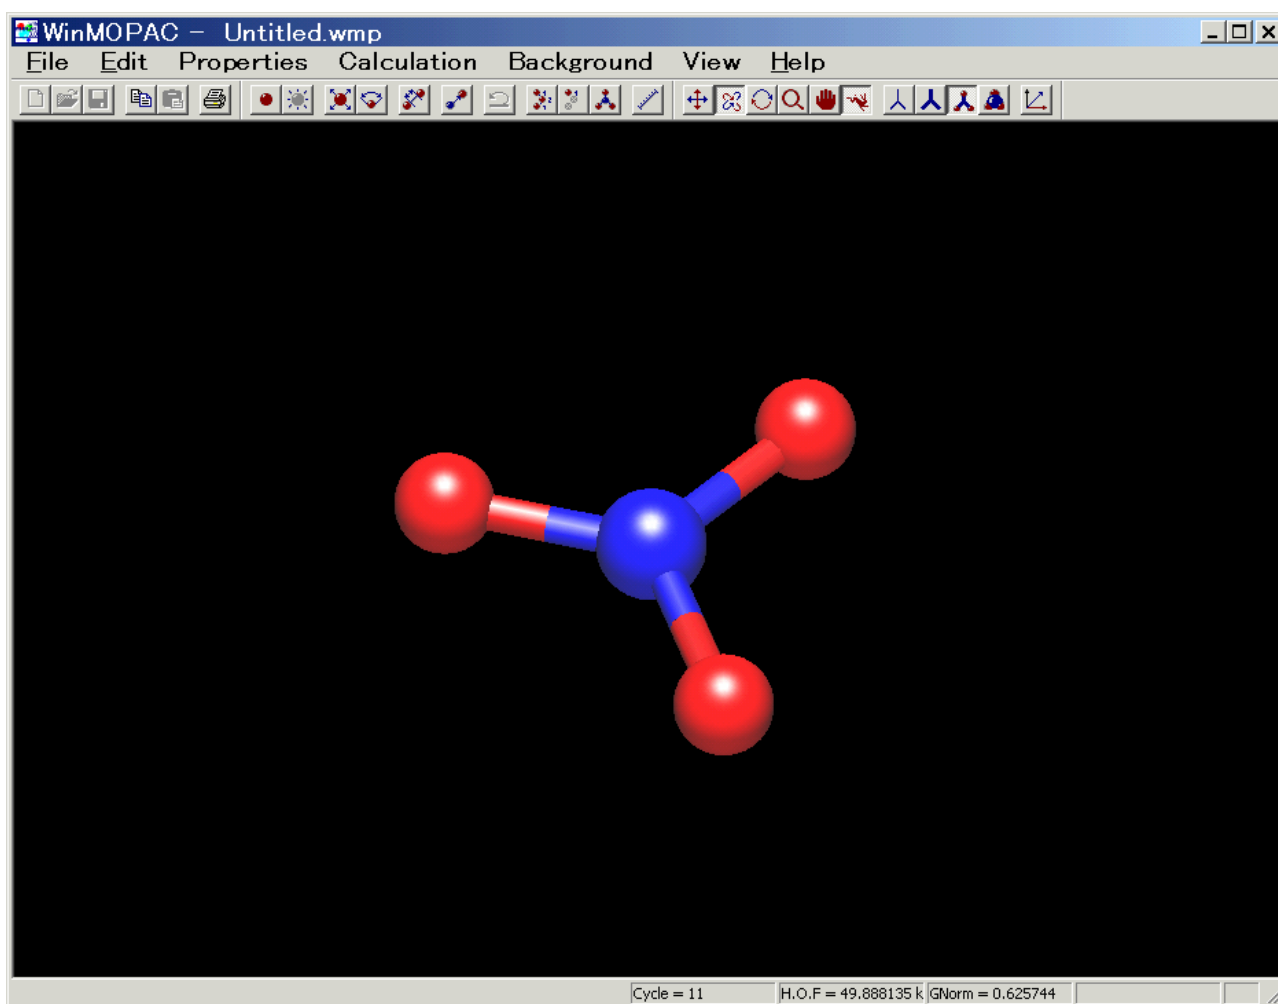 WinMOPAC - Untitled.wmp
File Edit Properties Calculation Background View Help
Cycle = 11 H.O.F = 49.888135 k GNorm = 0.625744